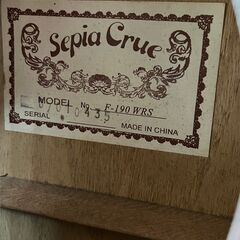 Sepia Crue
MODEL No. F-190 WRS
SERIAL
MADE IN CHINA